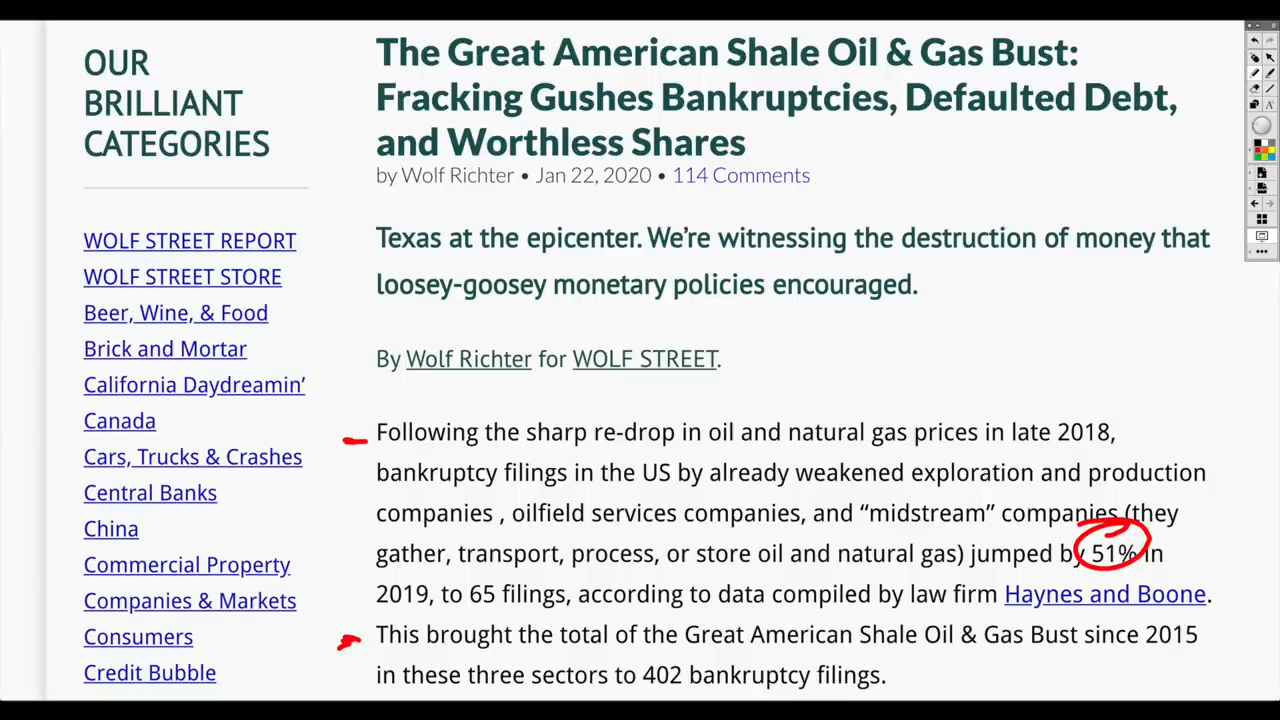 OUR
BRILLIANT
CATEGORIES
WOLF STREET REPORT
WOLF STREET STORE
Beer, Wine, & Food
Brick and Mortar
California Daydreamin’
Canada
Cars, Trucks & Crashes
Central Banks
China
Commercial Property
Companies & Markets
Consumers
Credit Bubble
The Great American Shale Oil & Gas Bust:
Fracking Gushes Bankruptcies, Defaulted Debt,
and Worthless Shares
by Wolf Richter • Jan 22, 2020 • 114 Comments
Texas at the epicenter. We’re witnessing the destruction of money that
loosey-goosey monetary policies encouraged.
By Wolf Richter for WOLF STREET.
Following the sharp re-drop in oil and natural gas prices in late 2018,
bankruptcy filings in the US by already weakened exploration and production
companies , oilfield services companies, and “midstream” companies (they
gather, transport, process, or store oil and natural gas) jumped by 51% in
2019, to 65 filings, according to data compiled by law firm Haynes and Boone.
This brought the total of the Great American Shale Oil & Gas Bust since 2015
in these three sectors to 402 bankruptcy filings.